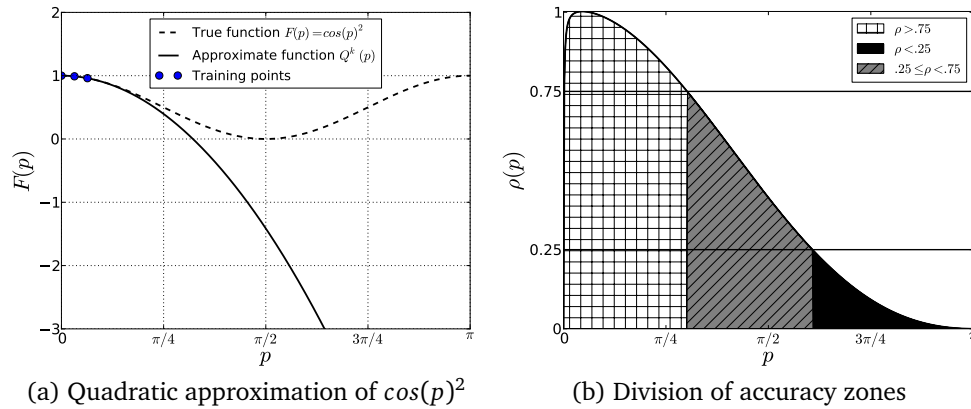 True function F(p)=cos(p)²
Approximate function Qᵏ(p)
Training points
2
1
0
−1
−2
−3
F(p)
0
π/4
π/2
3π/4
π
p
(a) Quadratic approximation of cos(p)²
ρ>.75
ρ<.25
.25≤ρ<.75
1
0.75
0.25
0
ρ(p)
0
π/4
π/2
3π/4
p
(b) Division of accuracy zones